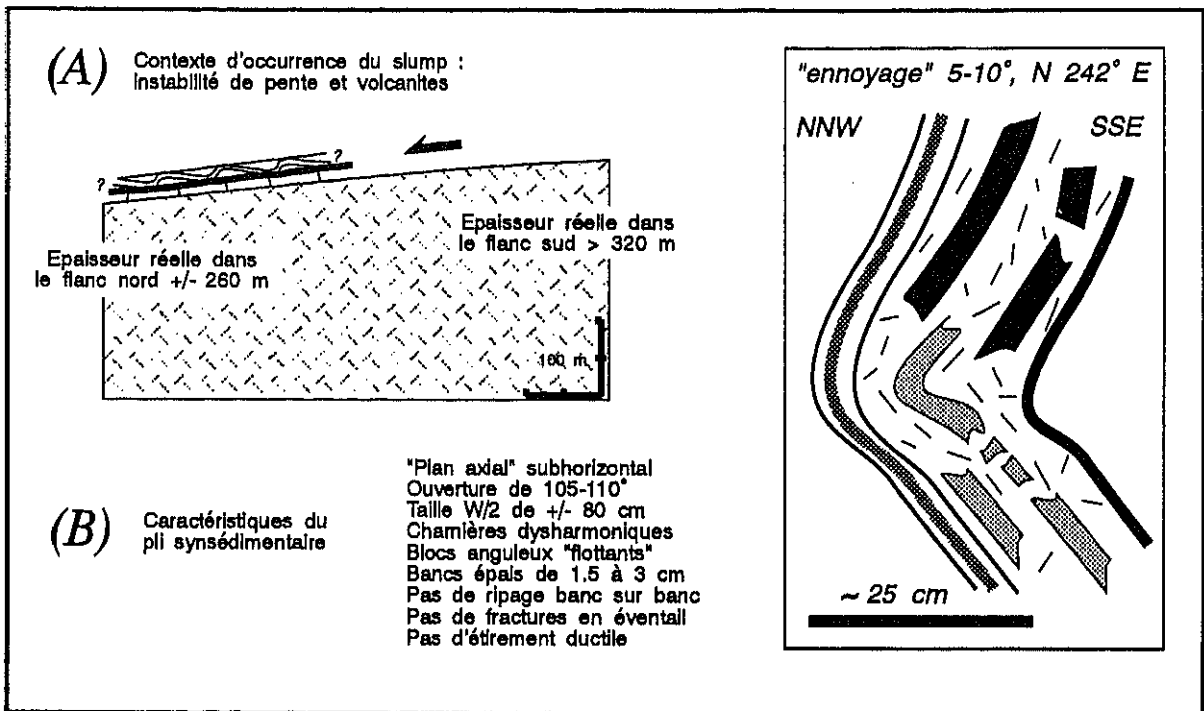 (A) Contexte d'occurrence du slump :
instabilité de pente et volcanites
?
?
Epaisseur réelle dans
le flanc sud > 320 m
Epaisseur réelle dans
le flanc nord +/- 260 m
100 m
(B) Caractéristiques du
pli synsédimentaire
"Plan axial" subhorizontal
Ouverture de 105-110°
Taille W/2 de +/- 80 cm
Charnières dysharmoniques
Blocs anguleux "flottants"
Bancs épais de 1.5 à 3 cm
Pas de ripage banc sur banc
Pas de fractures en éventail
Pas d'étirement ductile
"ennoyage" 5-10°, N 242° E
NNW SSE
~ 25 cm